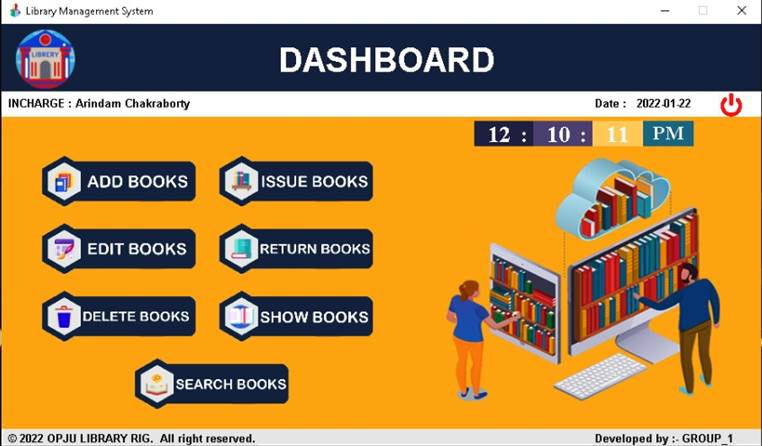 Library Management System
LIBRERY
DASHBOARD
INCHARGE : Arindam Chakraborty
Date : 2022-01-22
12 : 10 : 11 PM
ADD BOOKS
ISSUE BOOKS
EDIT BOOKS
RETURN BOOKS
DELETE BOOKS
SHOW BOOKS
SEARCH BOOKS
© 2022 OPJU LIBRARY RIG. All right reserved.
Developed by :- GROUP_1